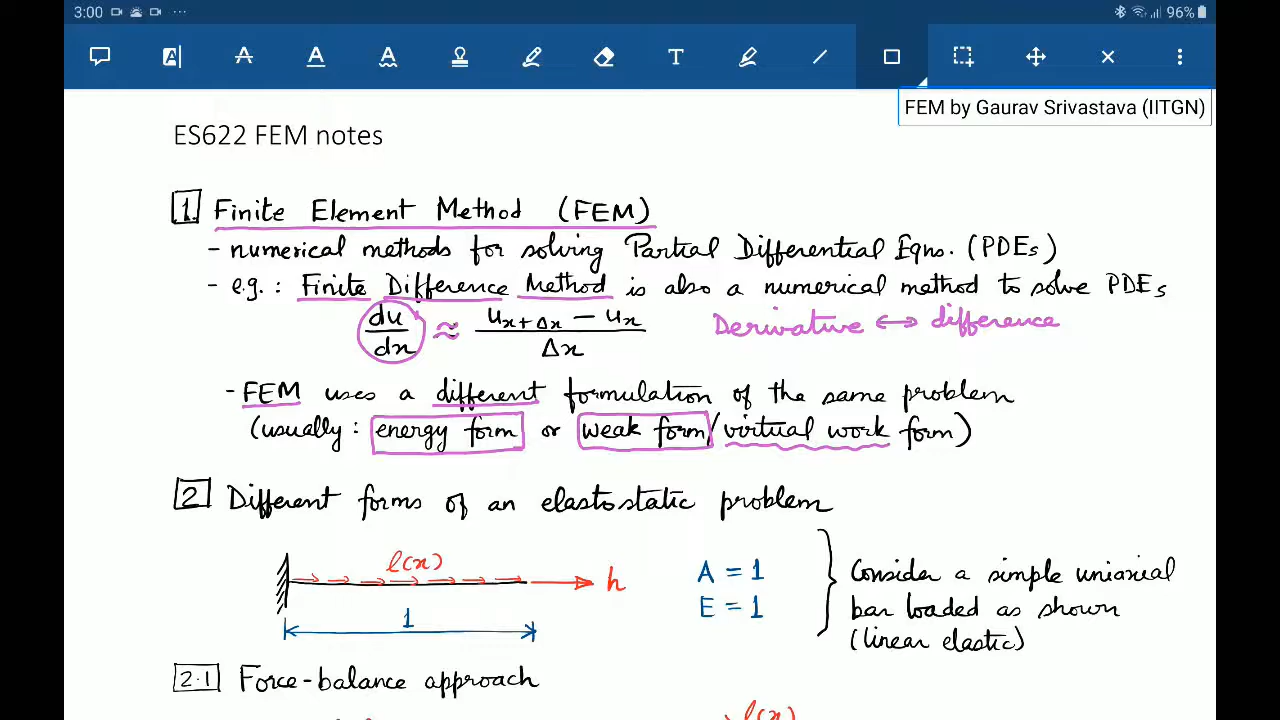 3:00
96%
FEM by Gaurav Srivastava (IITGN)
ES622 FEM notes
1. Finite Element Method (FEM)
- numerical methods for solving Partial Differential Eqns. (PDEs)
- e.g.: Finite Difference Method is also a numerical method to solve PDEs
du/dx ≈ (u_{x+Δx} - u_x)/Δx Derivative ↔ difference
- FEM uses a different formulation of the same problem
(usually: energy form or weak form/virtual work form)
2 Different forms of an elastostatic problem
l(x)
h
1
A = 1
E = 1
Consider a simple uniaxial
bar loaded as shown
(linear elastic)
2.1 Force-balance approach
l(x)